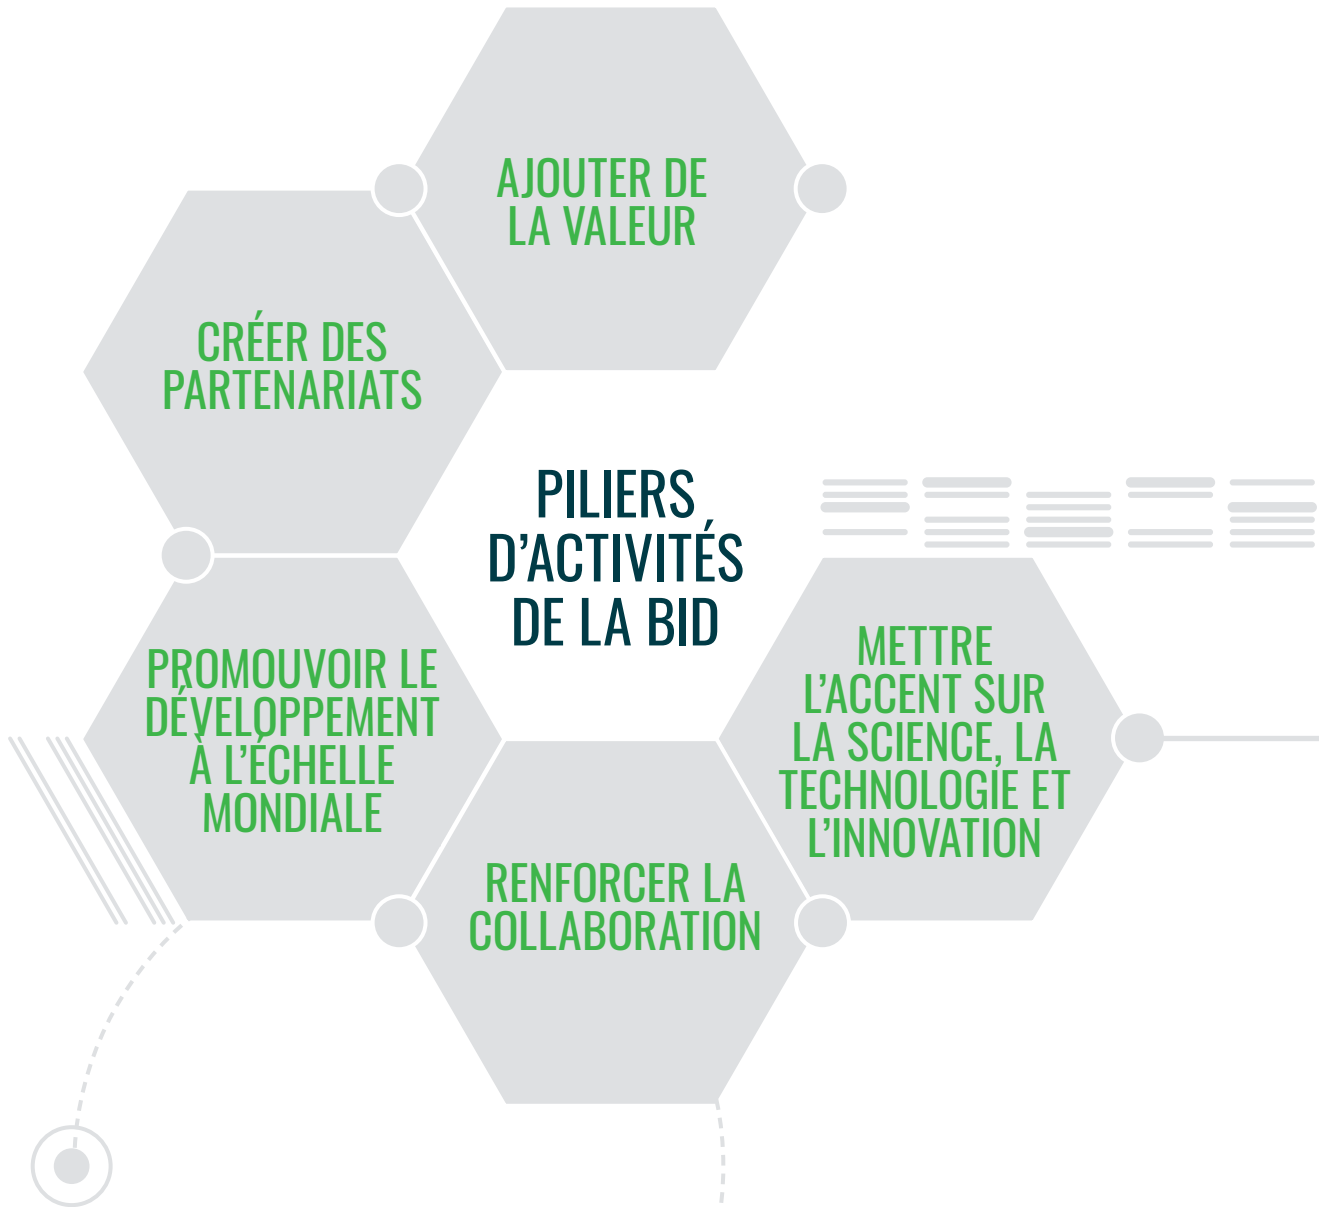 AJOUTER DE
LA VALEUR
CRÉER DES
PARTENARIATS
PILIERS
D’ACTIVITÉS
DE LA BID
PROMOUVOIR LE
DÉVELOPPEMENT
À L’ÉCHELLE
MONDIALE
METTRE
L’ACCENT SUR
LA SCIENCE, LA
TECHNOLOGIE ET
L’INNOVATION
RENFORCER LA
COLLABORATION